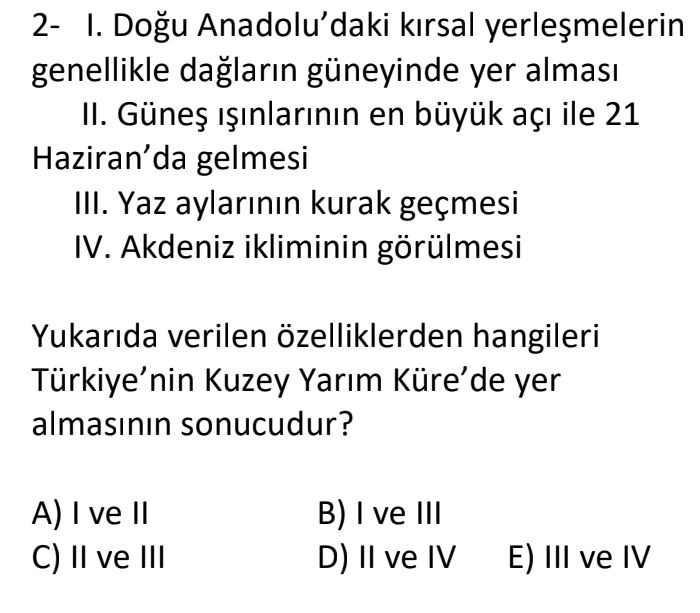 2- I. Doğu Anadolu’daki kırsal yerleşmelerin
genellikle dağların güneyinde yer alması
II. Güneş ışınlarının en büyük açı ile 21
Haziran’da gelmesi
III. Yaz aylarının kurak geçmesi
IV. Akdeniz ikliminin görülmesi
Yukarıda verilen özelliklerden hangileri
Türkiye’nin Kuzey Yarım Küre’de yer
almasının sonucudur?
A) I ve II B) I ve III
C) II ve III D) II ve IV E) III ve IV